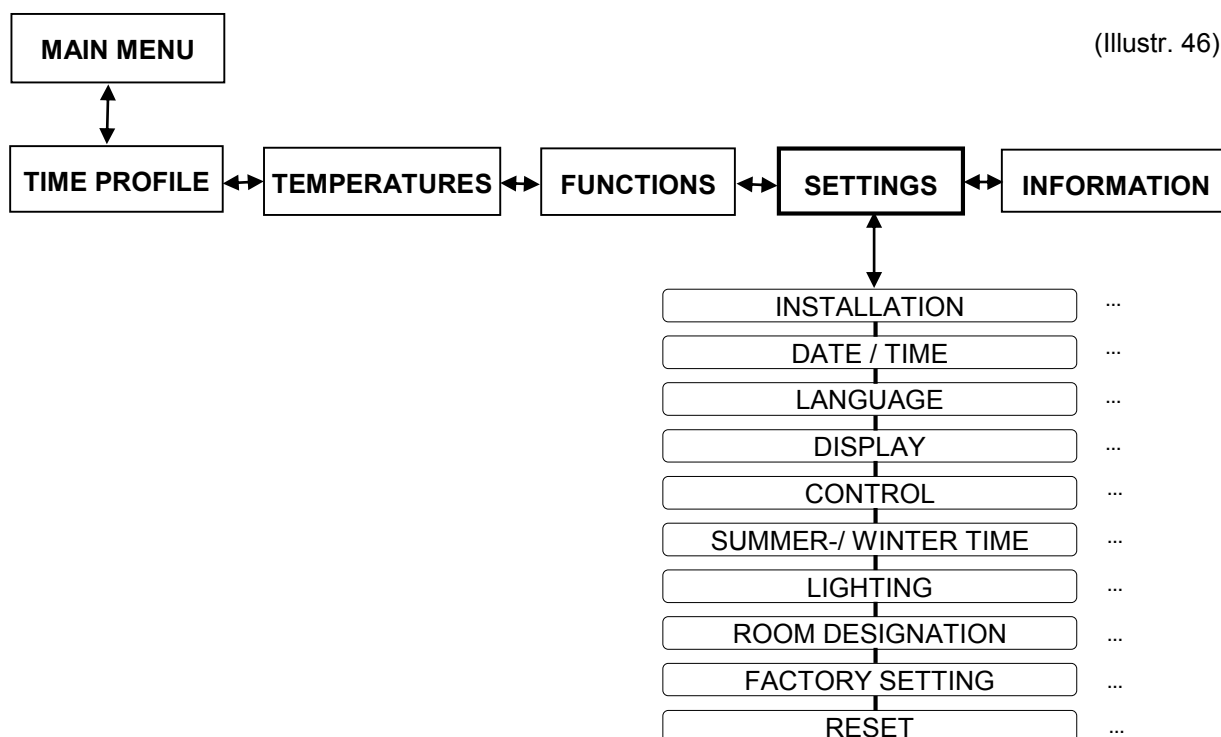 MAIN MENU
(Illustr. 46)
TIME PROFILE
TEMPERATURES
FUNCTIONS
SETTINGS
INFORMATION
INSTALLATION ...
DATE / TIME ...
LANGUAGE ...
DISPLAY ...
CONTROL ...
SUMMER-/ WINTER TIME ...
LIGHTING ...
ROOM DESIGNATION ...
FACTORY SETTING ...
RESET ...